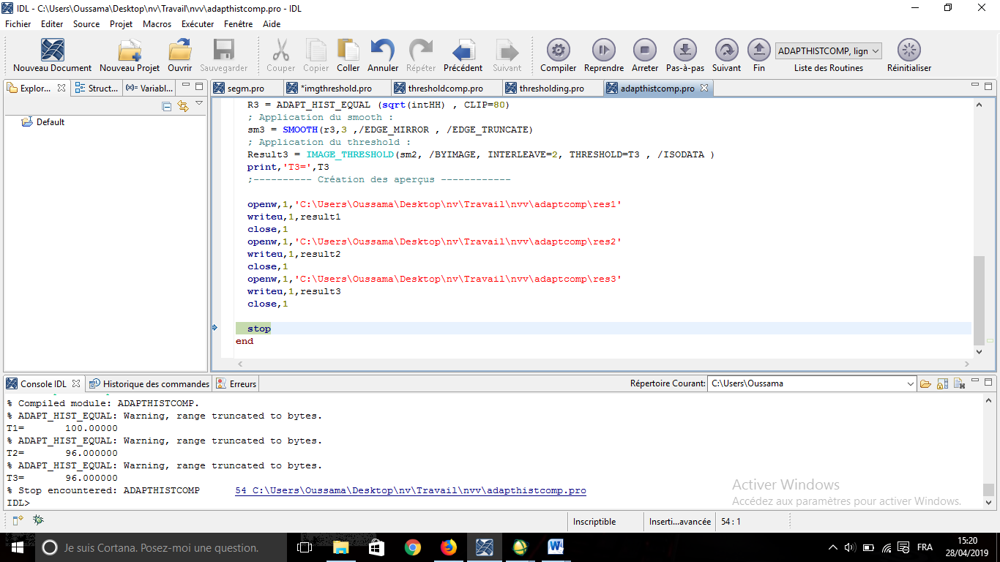 IDL - C:\Users\Oussama\Desktop\nv\Travail\nvv\adapthistcomp.pro - IDL
Fichier Editer Source Projet Macros Exécuter Fenêtre Aide
Nouveau Document Nouveau Projet Ouvrir Sauvegarder Couper Copier Coller Annuler Répéter Précédent Suivant Compiler Reprendre Arreter Pas-à-pas Suivant Fin ADAPTHISTCOMP, lign Liste des Routines Réinitialiser
Explor... Struct... Variabl... segm.pro *imgthreshold.pro thresholdcomp.pro thresholding.pro adapthistcomp.pro
Default
R3 = ADAPT_HIST_EQUAL (sqrt(intHH) , CLIP=80)
; Application du smooth :
sm3 = SMOOTH(r3,3 ,/EDGE_MIRROR , /EDGE_TRUNCATE)
; Application du threshold :
Result3 = IMAGE_THRESHOLD(sm2, /BYIMAGE, INTERLEAVE=2, THRESHOLD=T3 , /ISODATA )
print,'T3=',T3
;---------- Création des aperçus ------------
openw,1,'C:\Users\Oussama\Desktop\nv\Travail\nvv\adaptcomp\res1'
writeu,1,result1
close,1
openw,1,'C:\Users\Oussama\Desktop\nv\Travail\nvv\adaptcomp\res2'
writeu,1,result2
close,1
openw,1,'C:\Users\Oussama\Desktop\nv\Travail\nvv\adaptcomp\res3'
writeu,1,result3
close,1
stop
end
Console IDL Historique des commandes Erreurs Répertoire Courant: C:\Users\Oussama
% Compiled module: ADAPTHISTCOMP.
% ADAPT_HIST_EQUAL: Warning, range truncated to bytes.
T1= 100.00000
% ADAPT_HIST_EQUAL: Warning, range truncated to bytes.
T2= 96.000000
% ADAPT_HIST_EQUAL: Warning, range truncated to bytes.
T3= 96.000000
% Stop encountered: ADAPTHISTCOMP 54 C:\Users\Oussama\Desktop\nv\Travail\nvv\adapthistcomp.pro
IDL>
Activer Windows
Accédez aux paramètres pour activer Windows.
Inscriptible Inserti...avancée 54 : 1
Je suis Cortana. Posez-moi une question.
FRA
15:20
28/04/2019